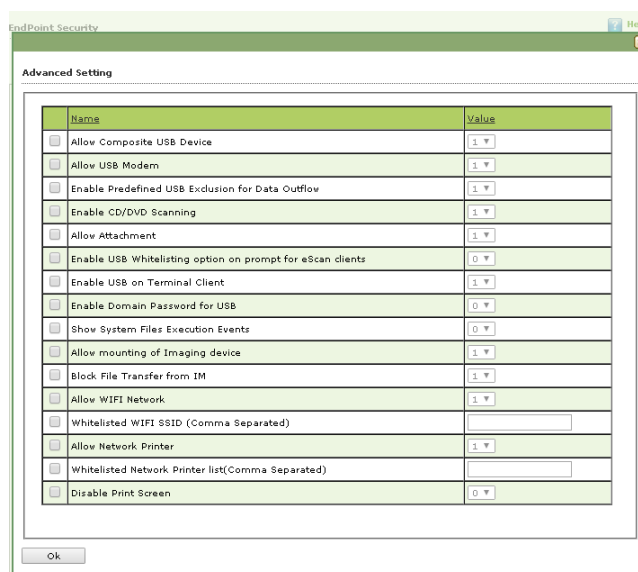 EndPoint Security
?
Advanced Setting
Name Value
Allow Composite USB Device 1
Allow USB Modem 1
Enable Predefined USB Exclusion for Data Outflow 1
Enable CD/DVD Scanning 1
Allow Attachment 1
Enable USB Whitelisting option on prompt for eScan clients 0
Enable USB on Terminal Client 1
Enable Domain Password for USB 0
Show System Files Execution Events 0
Allow mounting of Imaging device 1
Block File Transfer from IM 1
Allow WIFI Network 1
Whitelisted WIFI SSID (Comma Separated)
Allow Network Printer 1
Whitelisted Network Printer list(Comma Separated)
Disable Print Screen 0
Ok